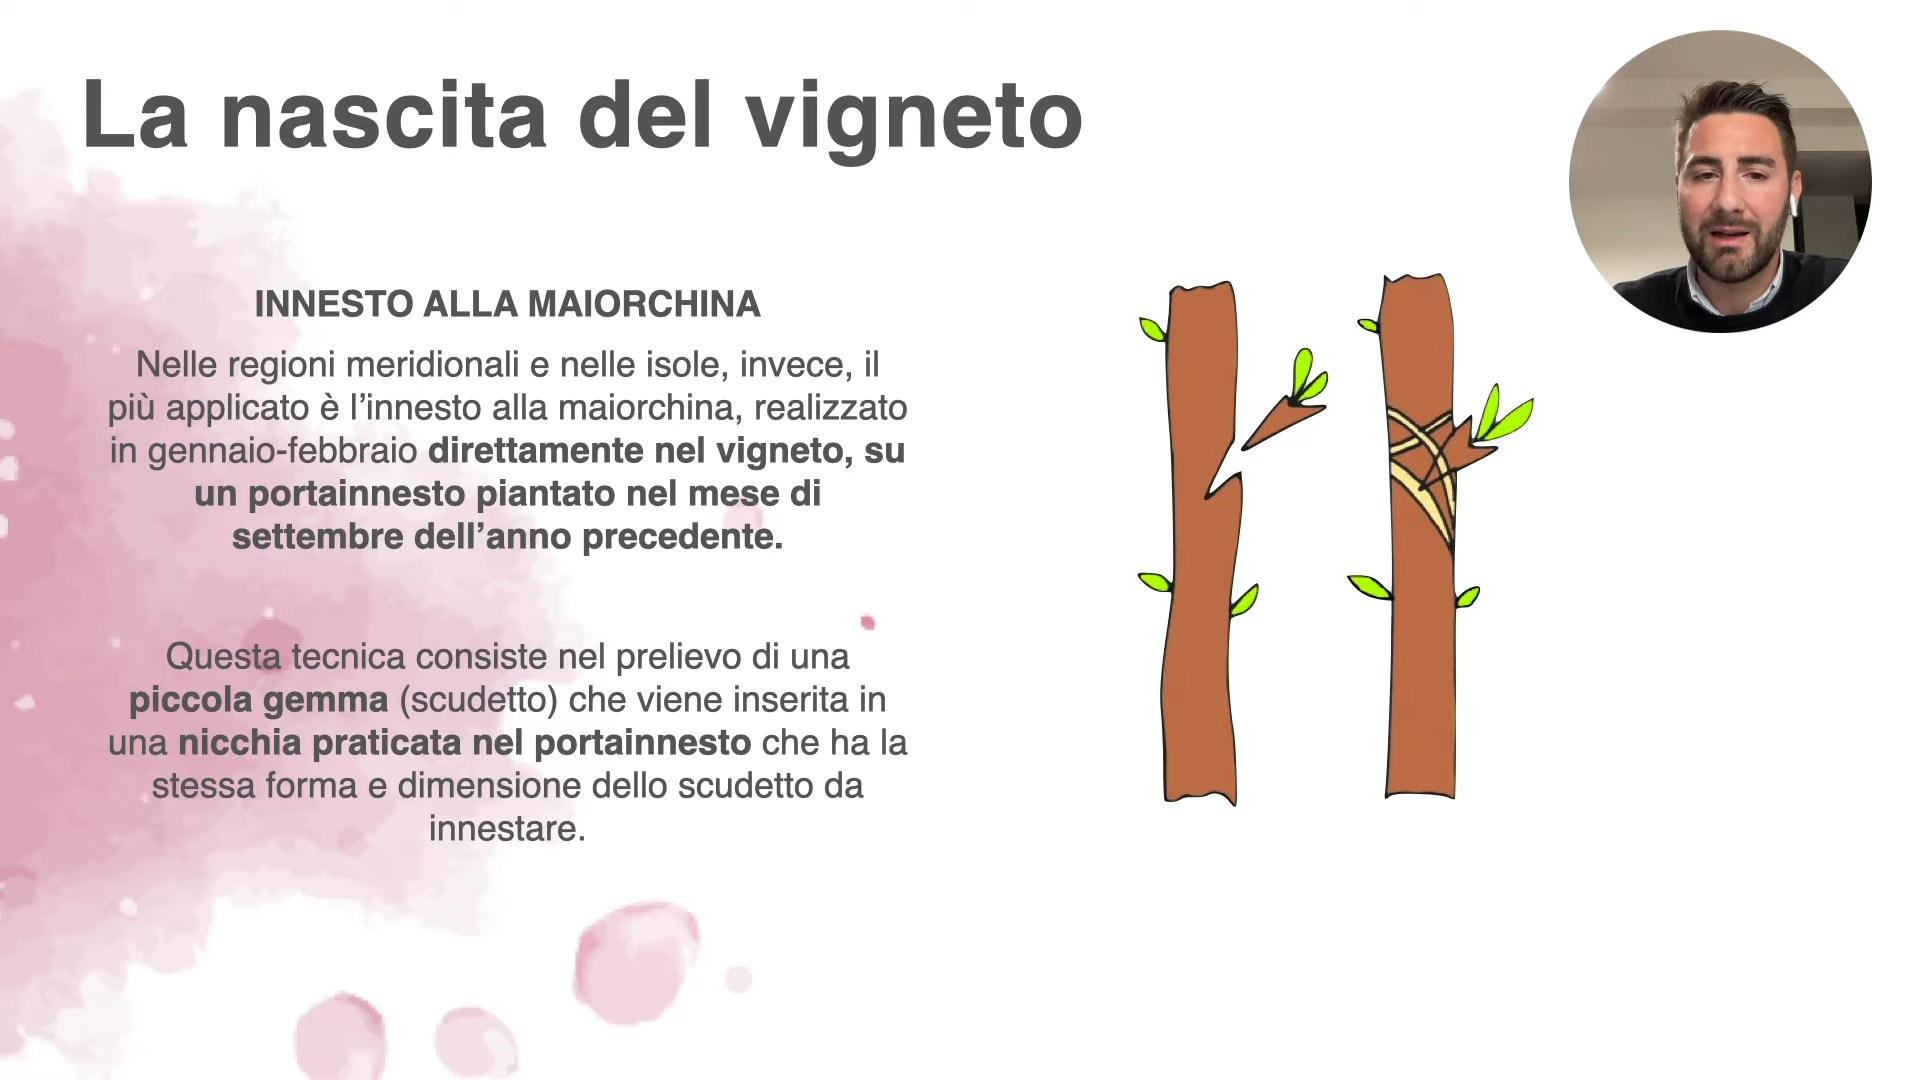 La nascita del vigneto
INNESTO ALLA MAIORCHINA
Nelle regioni meridionali e nelle isole, invece, il
più applicato è l’innesto alla maiorchina, realizzato
in gennaio-febbraio direttamente nel vigneto, su
un portainnesto piantato nel mese di
settembre dell’anno precedente.
Questa tecnica consiste nel prelievo di una
piccola gemma (scudetto) che viene inserita in
una nicchia praticata nel portainnesto che ha la
stessa forma e dimensione dello scudetto da
innestare.